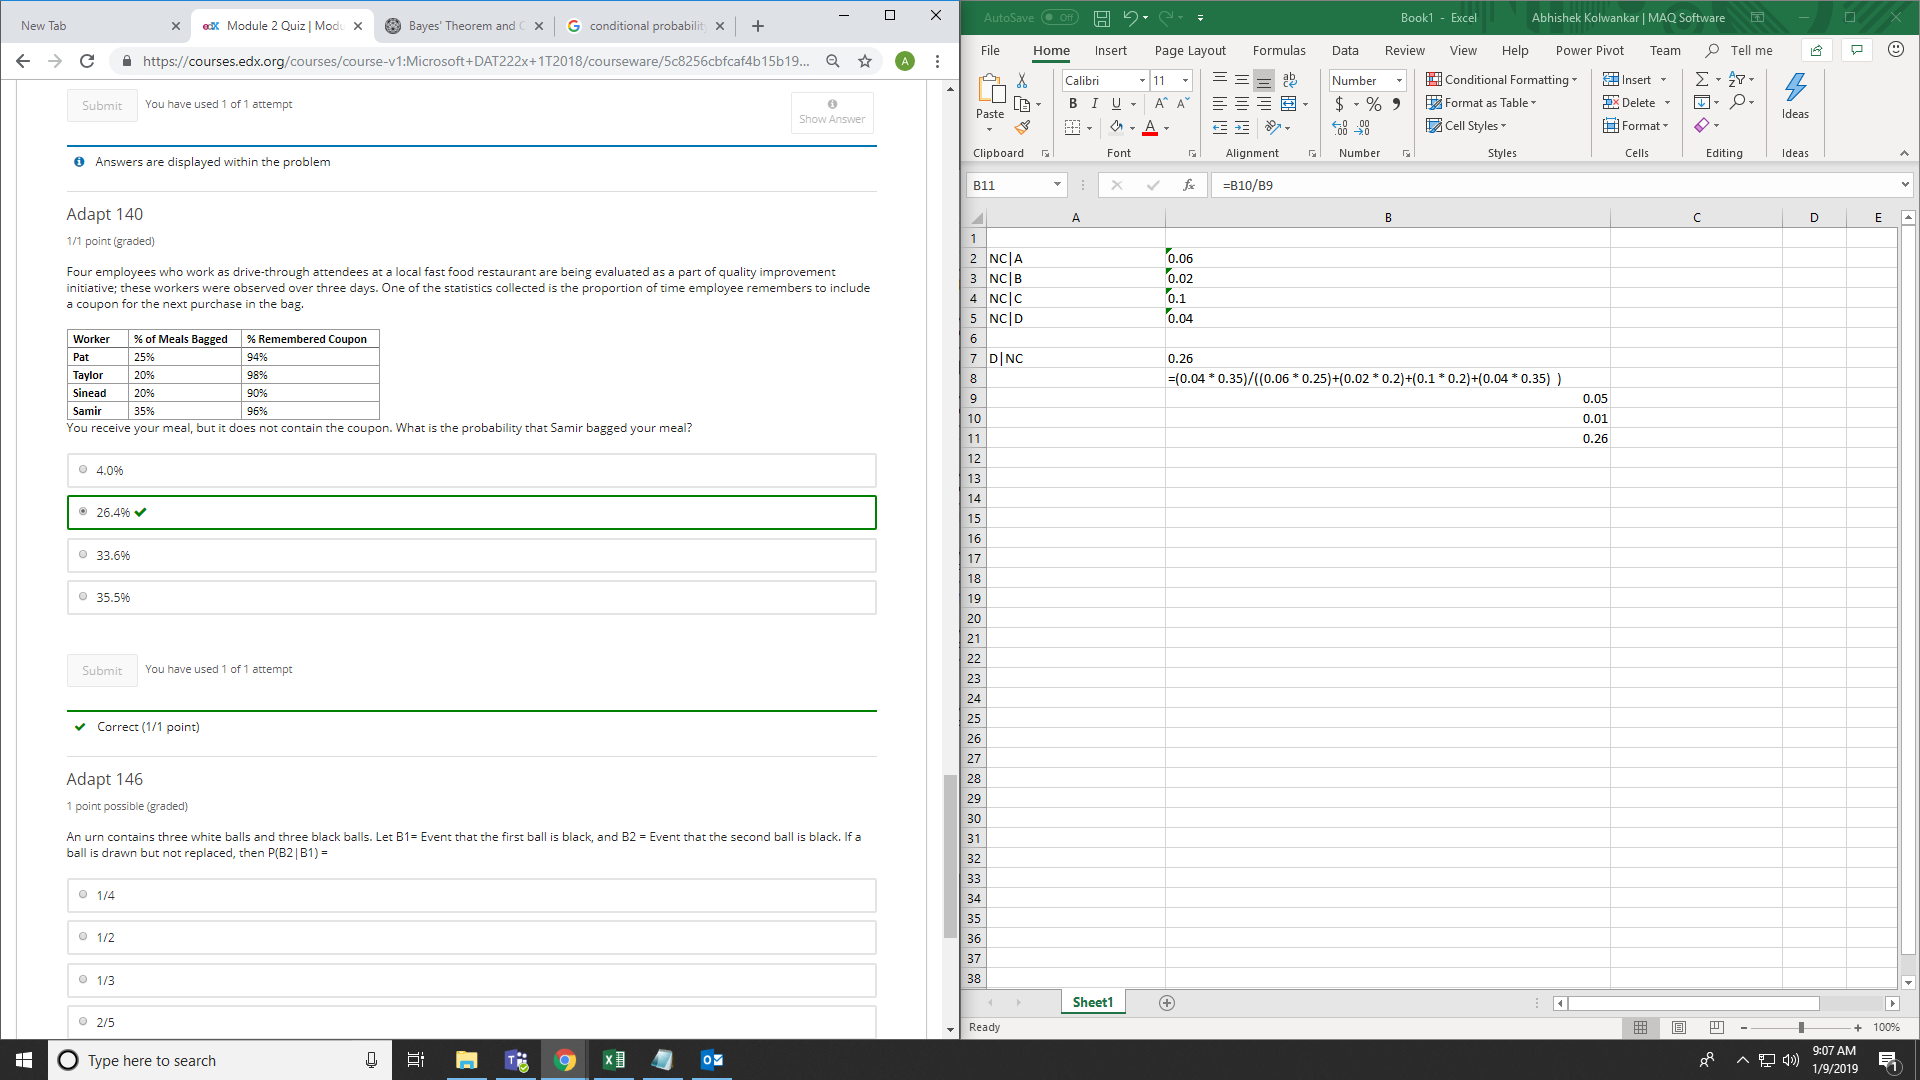 New Tab
edX Module 2 Quiz | Modu
Bayes' Theorem and C
conditional probability
https://courses.edx.org/courses/course-v1:Microsoft+DAT222x+1T2018/courseware/5c8256cbfcaf4b15b19...
A
Submit
You have used 1 of 1 attempt
Show Answer
Answers are displayed within the problem
Adapt 140
1/1 point (graded)
Four employees who work as drive-through attendees at a local fast food restaurant are being evaluated as a part of quality improvement
initiative; these workers were observed over three days. One of the statistics collected is the proportion of time employee remembers to include
a coupon for the next purchase in the bag.
Worker % of Meals Bagged % Remembered Coupon
Pat 25% 94%
Taylor 20% 98%
Sinead 20% 90%
Samir 35% 96%
You receive your meal, but it does not contain the coupon. What is the probability that Samir bagged your meal?
4.0%
26.4%
33.6%
35.5%
Submit
You have used 1 of 1 attempt
Correct (1/1 point)
Adapt 146
1 point possible (graded)
An urn contains three white balls and three black balls. Let B1= Event that the first ball is black, and B2 = Event that the second ball is black. If a
ball is drawn but not replaced, then P(B2|B1) =
1/4
1/2
1/3
2/5
AutoSave Off
Book1 - Excel
Abhishek Kolwankar | MAQ Software
File Home Insert Page Layout Formulas Data Review View Help Power Pivot Team Tell me
Paste
Clipboard
Calibri 11
B I U A A
A
Font
ab
Alignment
Number
$ % ,
.00
Number
Conditional Formatting
Format as Table
Cell Styles
Styles
Insert
Delete
Format
Cells
Editing
Ideas
Ideas
B11
fx
=B10/B9
A B C D E
1
2 NC|A 0.06
3 NC|B 0.02
4 NC|C 0.1
5 NC|D 0.04
6
7 D|NC 0.26
8 =(0.04 * 0.35)/((0.06 * 0.25)+(0.02 * 0.2)+(0.1 * 0.2)+(0.04 * 0.35) )
9 0.05
10 0.01
11 0.26
12
13
14
15
16
17
18
19
20
21
22
23
24
25
26
27
28
29
30
31
32
33
34
35
36
37
38
Sheet1
Ready
100%
Type here to search
9:07 AM
1/9/2019
1